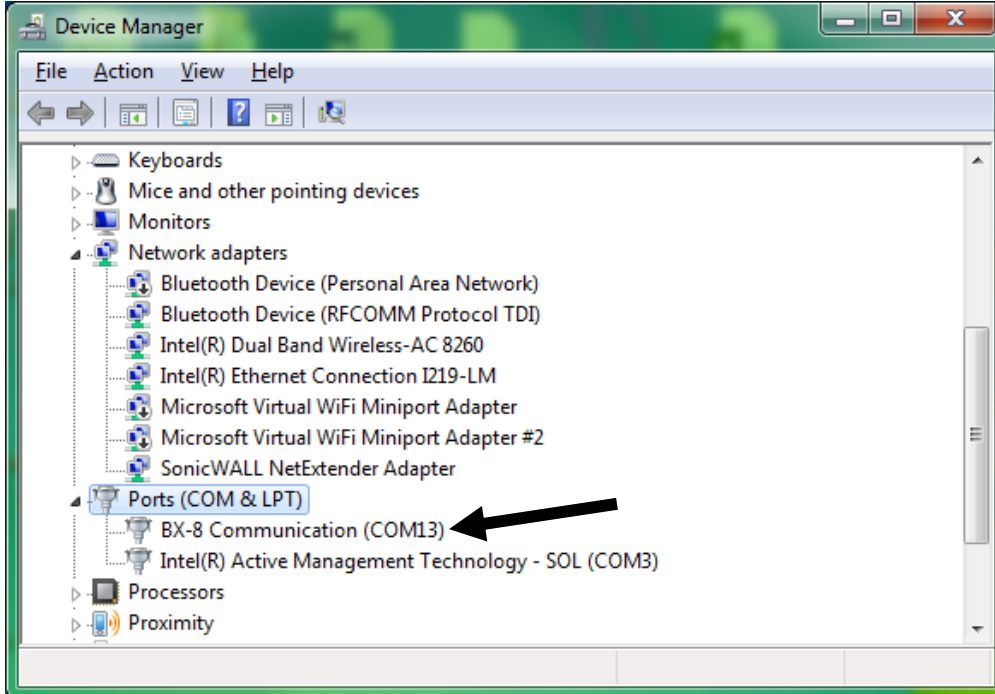 Device Manager
File Action View Help
Keyboards
Mice and other pointing devices
Monitors
Network adapters
Bluetooth Device (Personal Area Network)
Bluetooth Device (RFCOMM Protocol TDI)
Intel(R) Dual Band Wireless-AC 8260
Intel(R) Ethernet Connection I219-LM
Microsoft Virtual WiFi Miniport Adapter
Microsoft Virtual WiFi Miniport Adapter #2
SonicWALL NetExtender Adapter
Ports (COM & LPT)
BX-8 Communication (COM13)
Intel(R) Active Management Technology - SOL (COM3)
Processors
Proximity